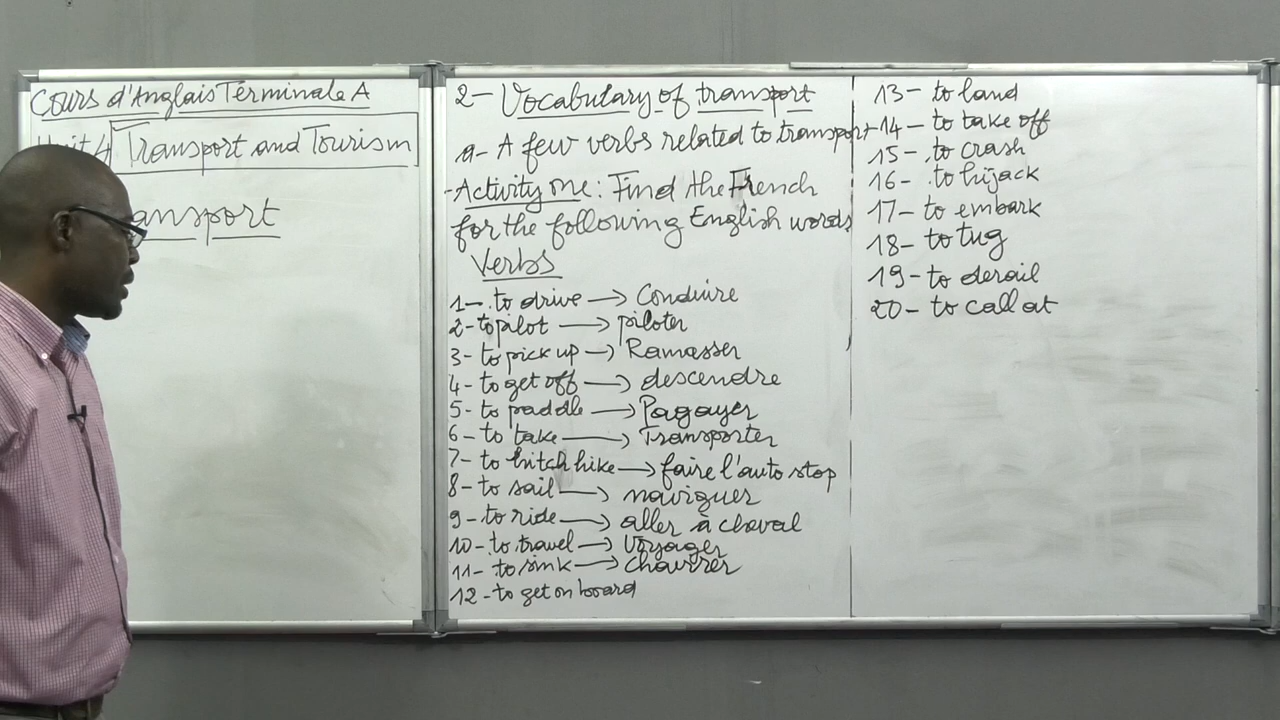 Cours d'Anglais Terminale A
Unit 4 Transport and Tourism
ansport
2- Vocabulary of transport
a- A few verbs related to transport
- Activity one: Find the French
for the following English words
Verbs
1- to drive → Conduire
2- to pilot → piloter
3- to pick up → Ramasser
4- to get off → descendre
5- to paddle → Pagayer
6- to take → Transporter
7- to hitch hike → faire l'auto stop
8- to sail → naviguer
9- to ride → aller à cheval
10- to travel → Voyager
11- to sink → Chavirer
12- to get on board
13- to land
14- to take off
15- to crash
16- to hijack
17- to embark
18- to tug
19- to derail
20- to call at